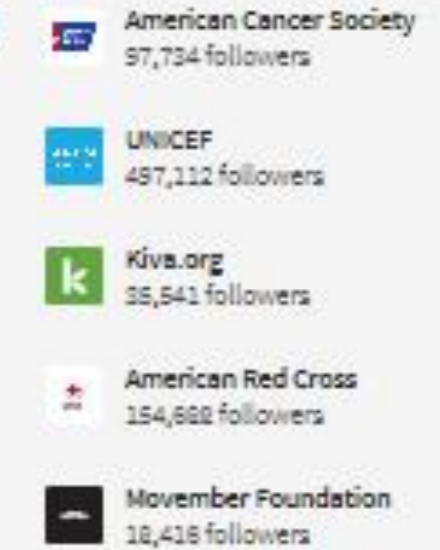 American Cancer Society
97,734 followers
UNICEF
497,112 followers
k
Kiva.org
followers
American Red Cross
followers
Movember Foundation
followers